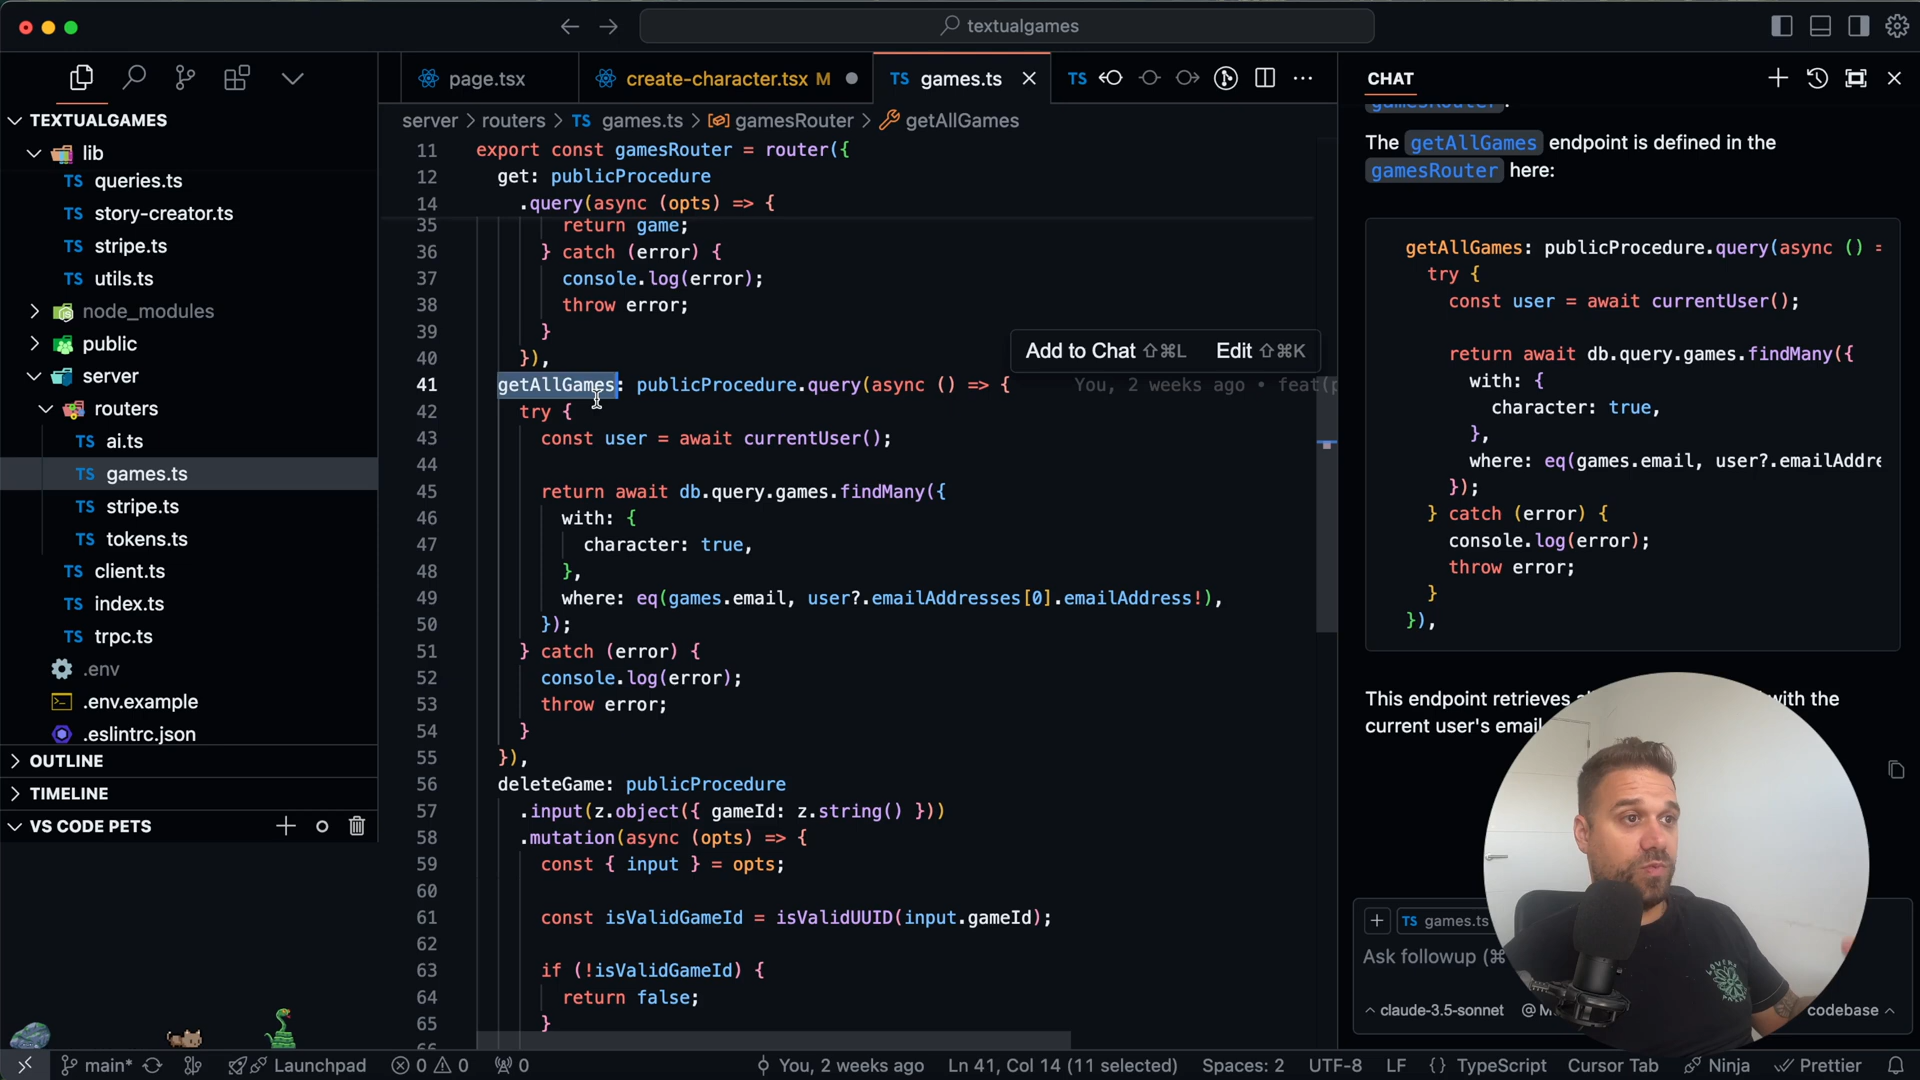 textualgames
page.tsx
create-character.tsx M
TS games.ts
TS
CHAT
TEXTUALGAMES
lib
TS queries.ts
TS story-creator.ts
TS stripe.ts
TS utils.ts
node_modules
public
server
routers
TS ai.ts
TS games.ts
TS stripe.ts
TS tokens.ts
TS client.ts
TS index.ts
TS trpc.ts
.env
.env.example
.eslintrc.json
OUTLINE
TIMELINE
VS CODE PETS
server > routers > TS games.ts > gamesRouter > getAllGames
11 export const gamesRouter = router({
12 get: publicProcedure
14 .query(async (opts) => {
35 return game;
36 } catch (error) {
37 console.log(error);
38 throw error;
39 }
40 }),
Add to Chat ⇧⌘L Edit ⇧⌘K
41 getAllGames: publicProcedure.query(async () => { You, 2 weeks ago • feat(p
42 try {
43 const user = await currentUser();
44
45 return await db.query.games.findMany({
46 with: {
47 character: true,
48 },
49 where: eq(games.email, user?.emailAddresses[0].emailAddress!),
50 });
51 } catch (error) {
52 console.log(error);
53 throw error;
54 }
55 }),
56 deleteGame: publicProcedure
57 .input(z.object({ gameId: z.string() }))
58 .mutation(async (opts) => {
59 const { input } = opts;
60
61 const isValidGameId = isValidUUID(input.gameId);
62
63 if (!isValidGameId) {
64 return false;
65 }
66
gamesRouter.
The getAllGames endpoint is defined in the
gamesRouter here:
getAllGames: publicProcedure.query(async () =
try {
const user = await currentUser();
return await db.query.games.findMany({
with: {
character: true,
},
where: eq(games.email, user?.emailAddre
});
} catch (error) {
console.log(error);
throw error;
}
}),
This endpoint retrieves with the
current user's email
TS games.ts
Ask followup (⌘
claude-3.5-sonnet @ codebase
main* Launchpad 0 0 0 You, 2 weeks ago Ln 41, Col 14 (11 selected) Spaces: 2 UTF-8 LF {} TypeScript Cursor Tab Ninja Prettier